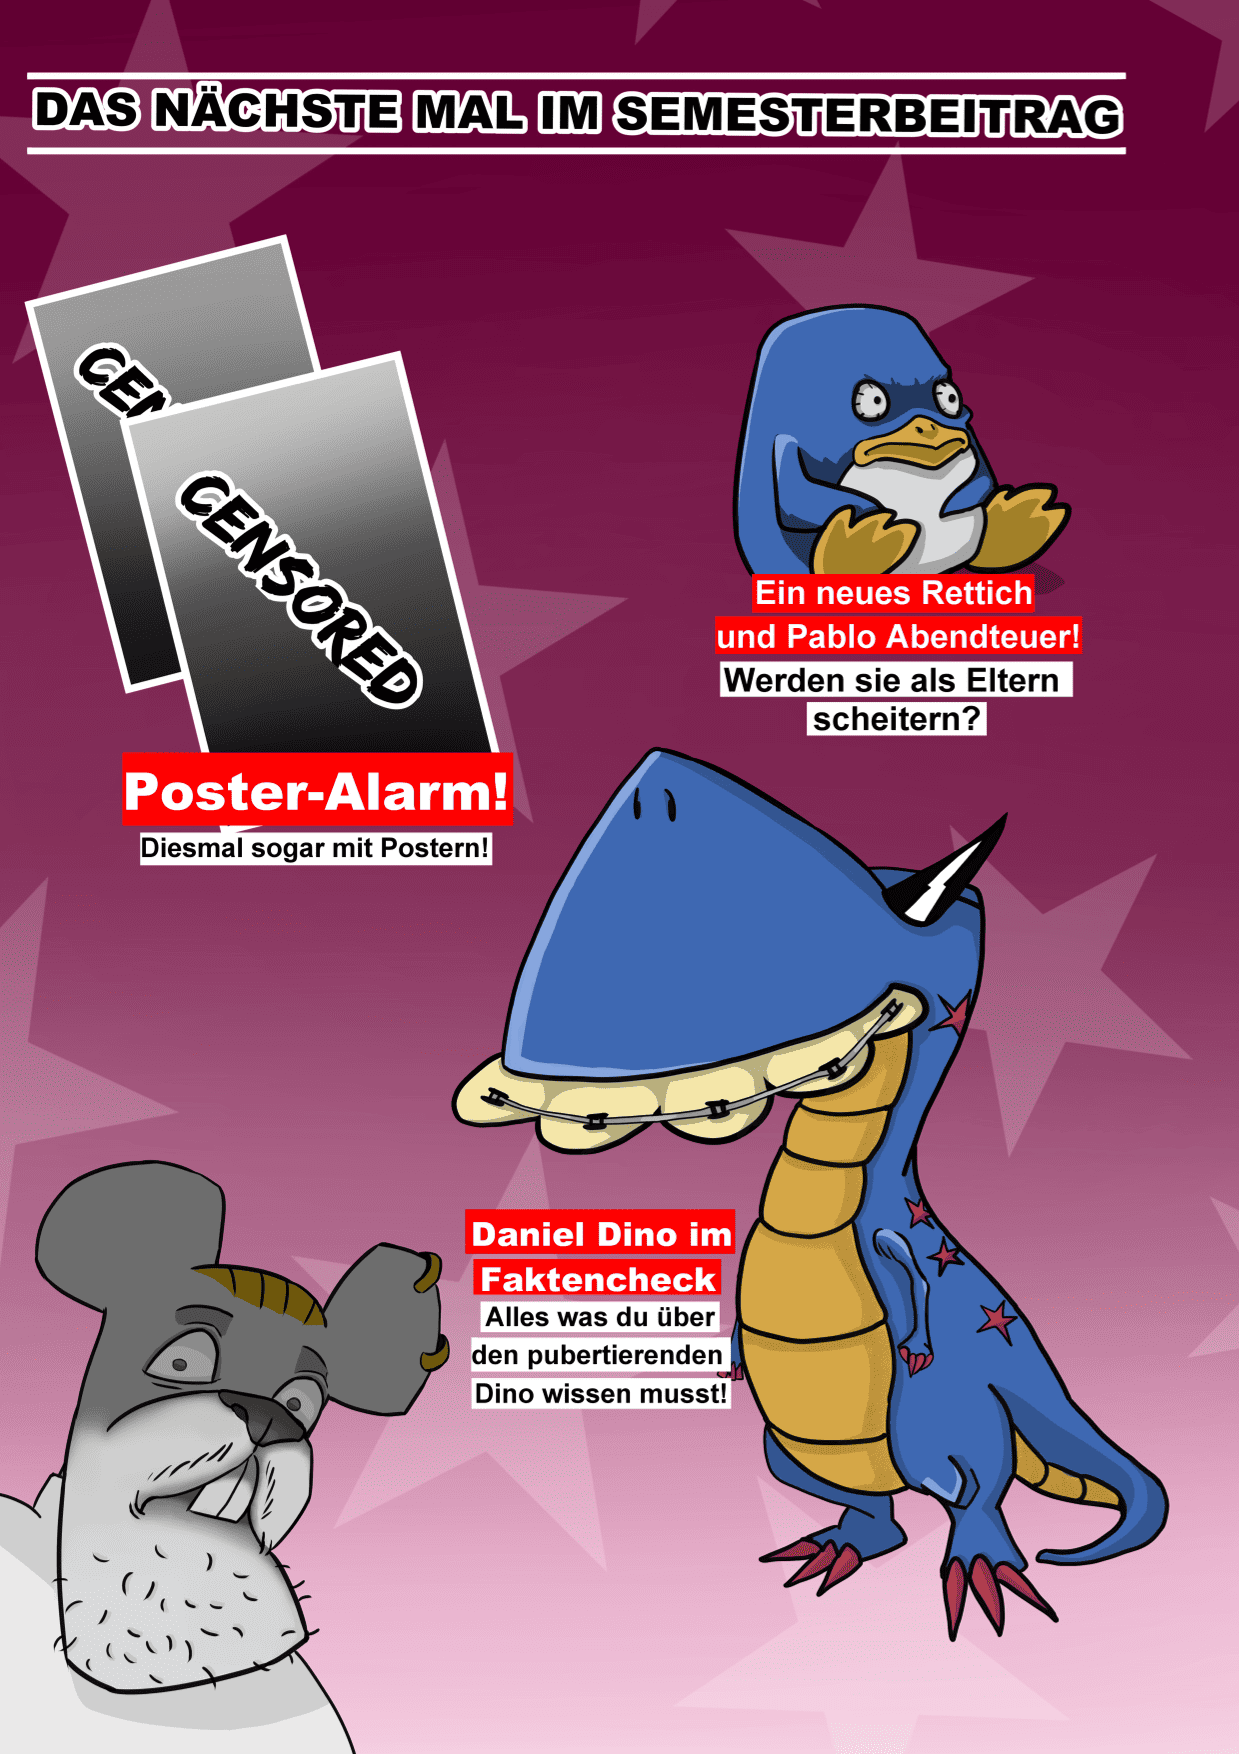 DAS NÄCHSTE MAL IM SEMESTERBEITRAG
CEN
CENSORED
Poster-Alarm!
Diesmal sogar mit Postern!
Ein neues Rettich
und Pablo Abendteuer!
Werden sie als Eltern
scheitern?
Daniel Dino im
Faktencheck
Alles was du über
den pubertierenden
Dino wissen musst!